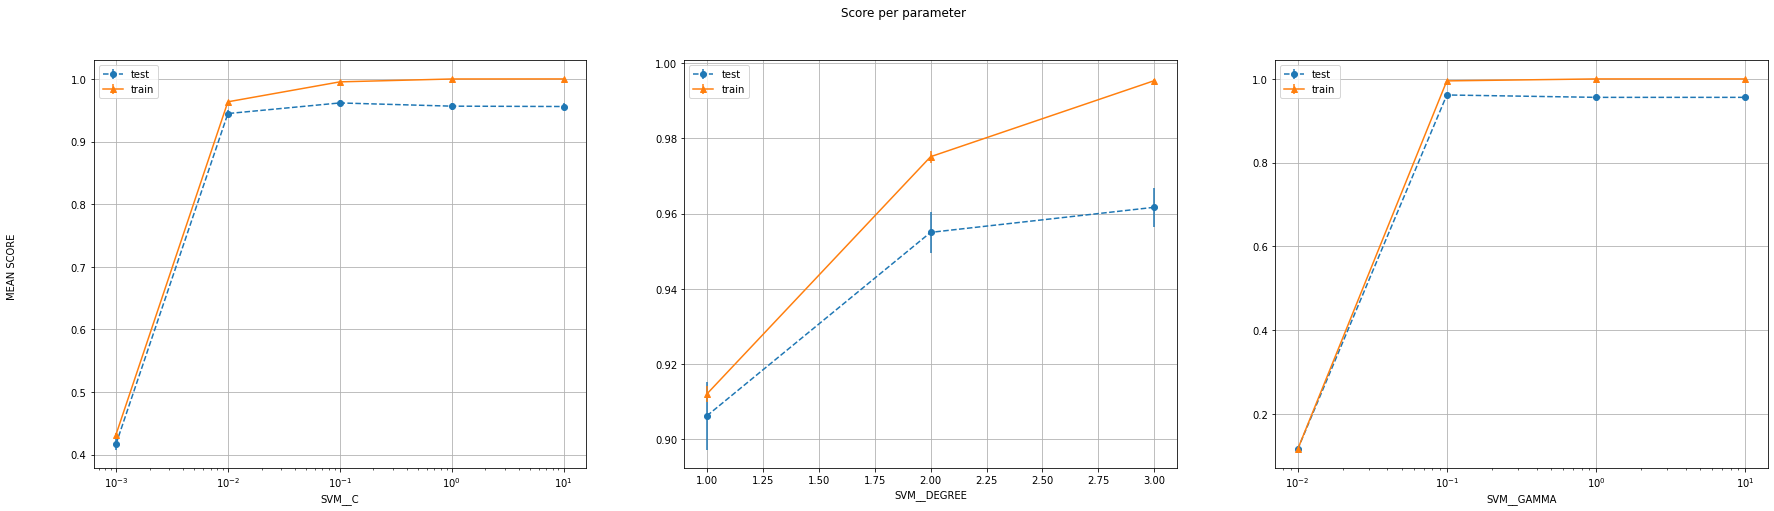 Score per parameter
MEAN SCORE
test
train
1.0
0.9
0.8
0.7
0.6
0.5
0.4
10⁻³ 10⁻² 10⁻¹ 10⁰ 10¹
SVM__C
test
train
1.00
0.98
0.96
0.94
0.92
0.90
1.00 1.25 1.50 1.75 2.00 2.25 2.50 2.75 3.00
SVM__DEGREE
test
train
1.0
0.8
0.6
0.4
0.2
10⁻² 10⁻¹ 10⁰ 10¹
SVM__GAMMA